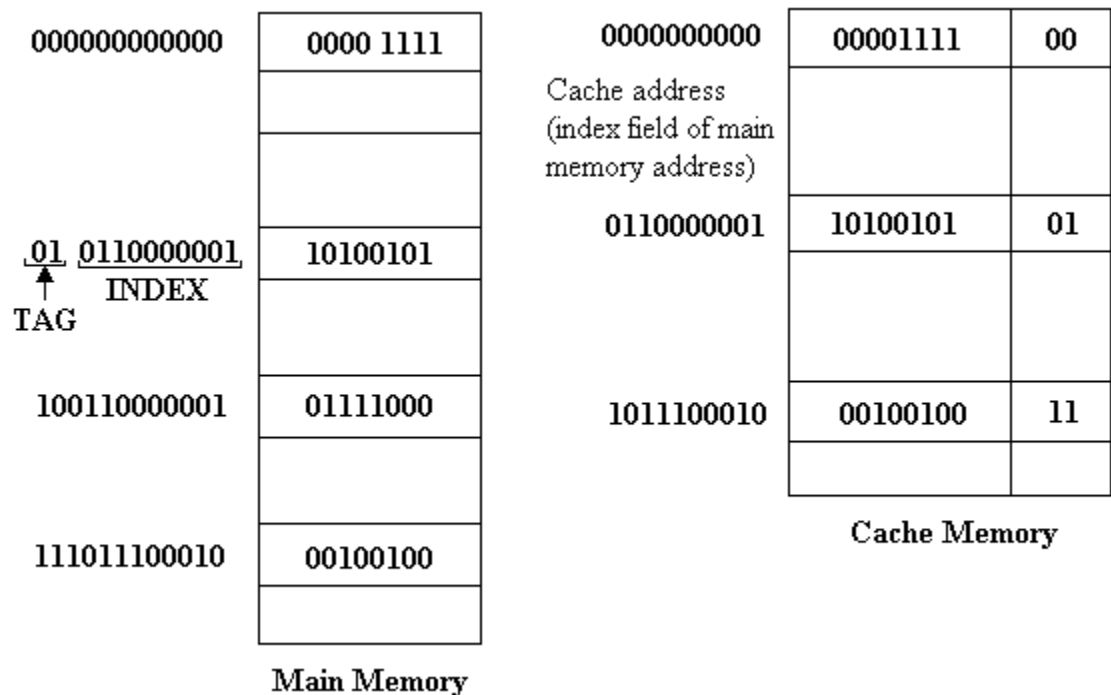 000000000000
0000 1111
01 0110000001
INDEX
TAG
10100101
100110000001
01111000
111011100010
00100100
Main Memory
0000000000
00001111
00
Cache address
(index field of main
memory address)
0110000001
10100101
01
1011100010
00100100
11
Cache Memory